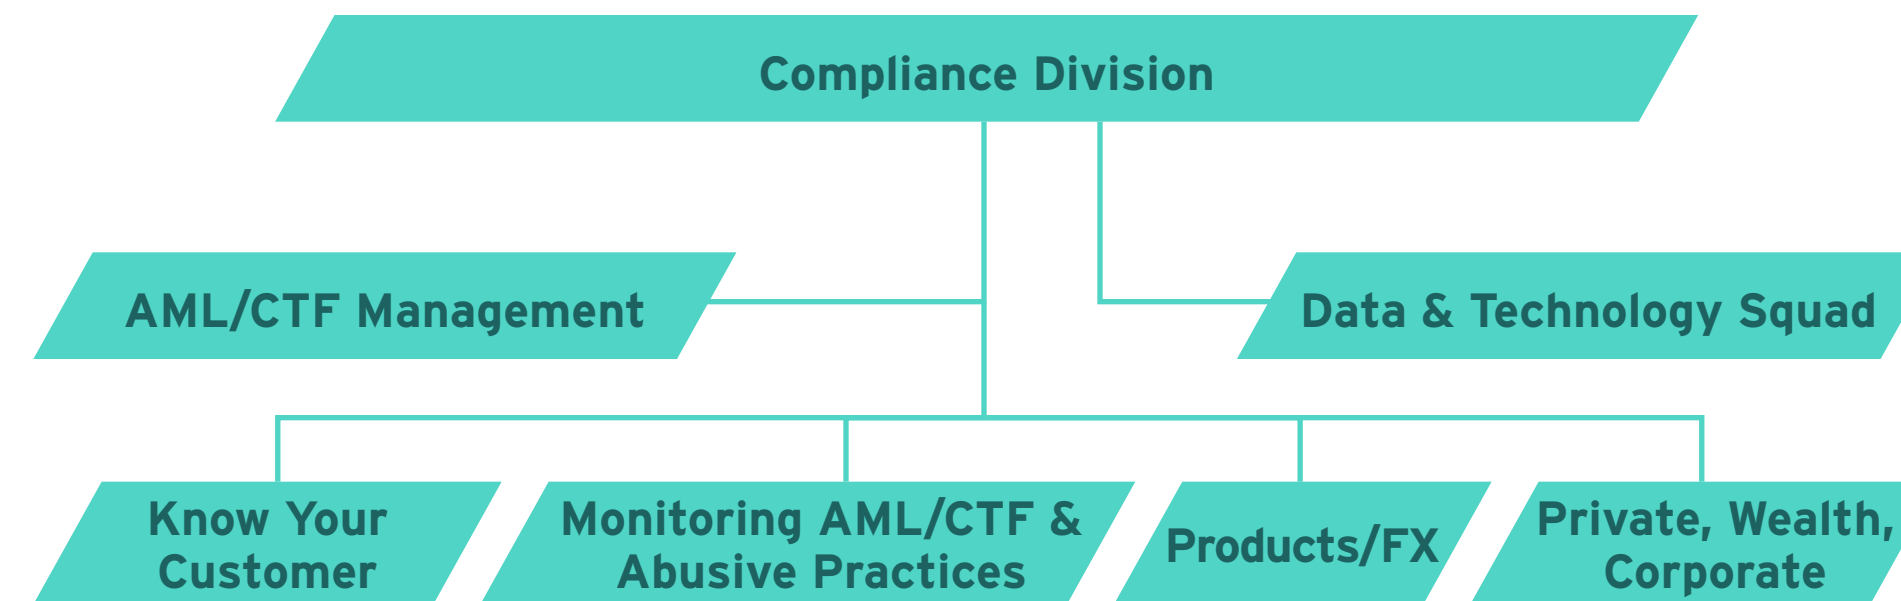 Compliance Division
AML/CTF Management
Data & Technology Squad
Know Your
Customer
Monitoring AML/CTF &
Abusive Practices
Products/FX
Private, Wealth,
Corporate